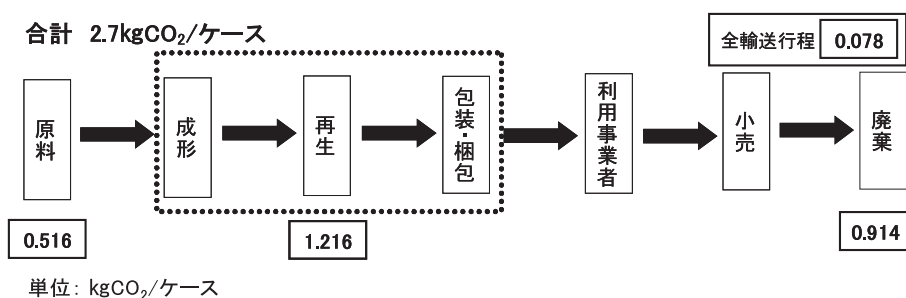 合計 2.7kgCO₂/ケース
全輸送行程 0.078
原料
成形
再生
包装・梱包
利用事業者
小売
廃棄
0.516
1.216
0.914
単位: kgCO₂/ケース